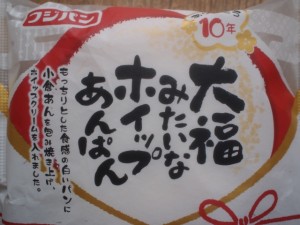 フジパン
10年
大福
みたいな
ホイップ
あんぱん
もっちりとした食感の白いパンに
小倉あんを包み焼き上げ、
ホイップクリームを入れました。